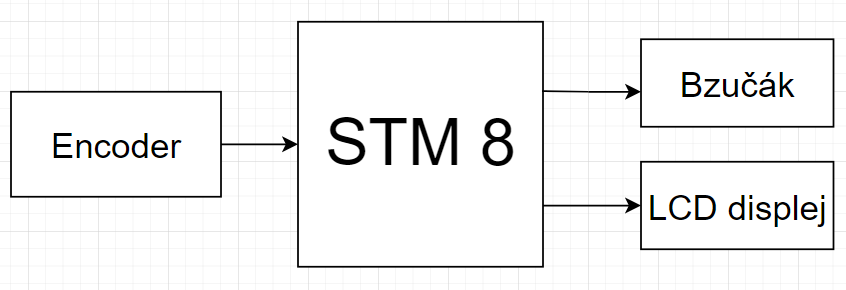 Encoder
STM 8
Bzučák
LCD displej